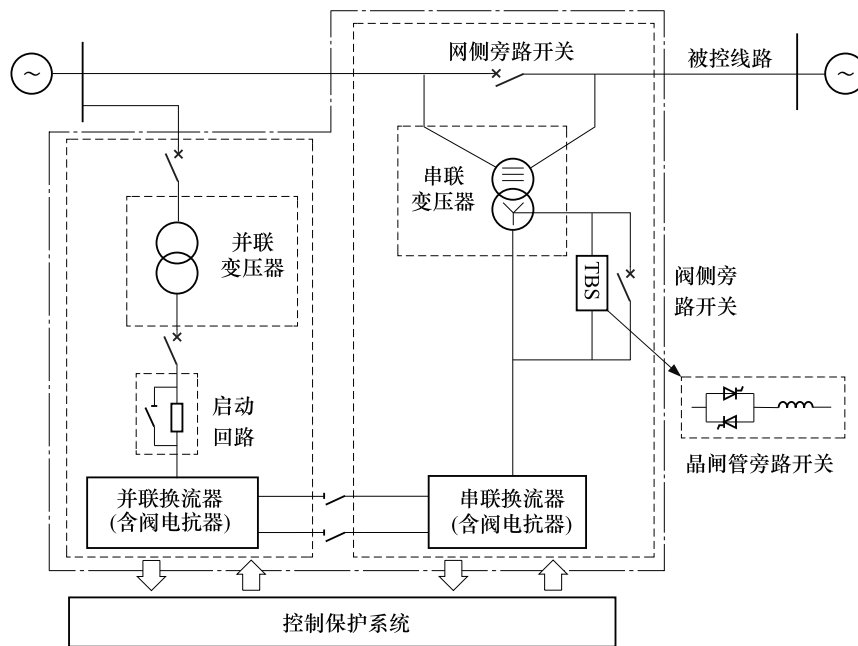 网侧旁路开关
被控线路
串联
变压器
并联
变压器
TBS
阀侧旁
路开关
启动
回路
晶闸管旁路开关
并联换流器
(含阀电抗器)
串联换流器
(含阀电抗器)
控制保护系统